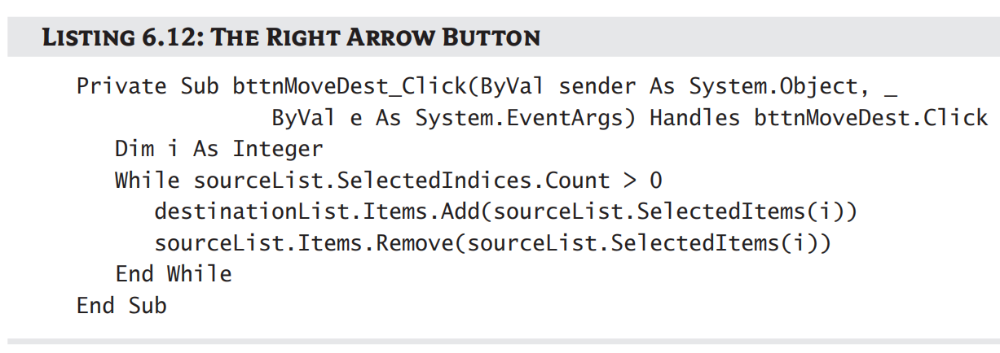 LISTING 6.12: THE RIGHT ARROW BUTTON
Private Sub bttnMoveDest_Click(ByVal sender As System.Object, _
ByVal e As System.EventArgs) Handles bttnMoveDest.Click
Dim i As Integer
While sourceList.SelectedIndices.Count > 0
destinationList.Items.Add(sourceList.SelectedItems(i))
sourceList.Items.Remove(sourceList.SelectedItems(i))
End While
End Sub